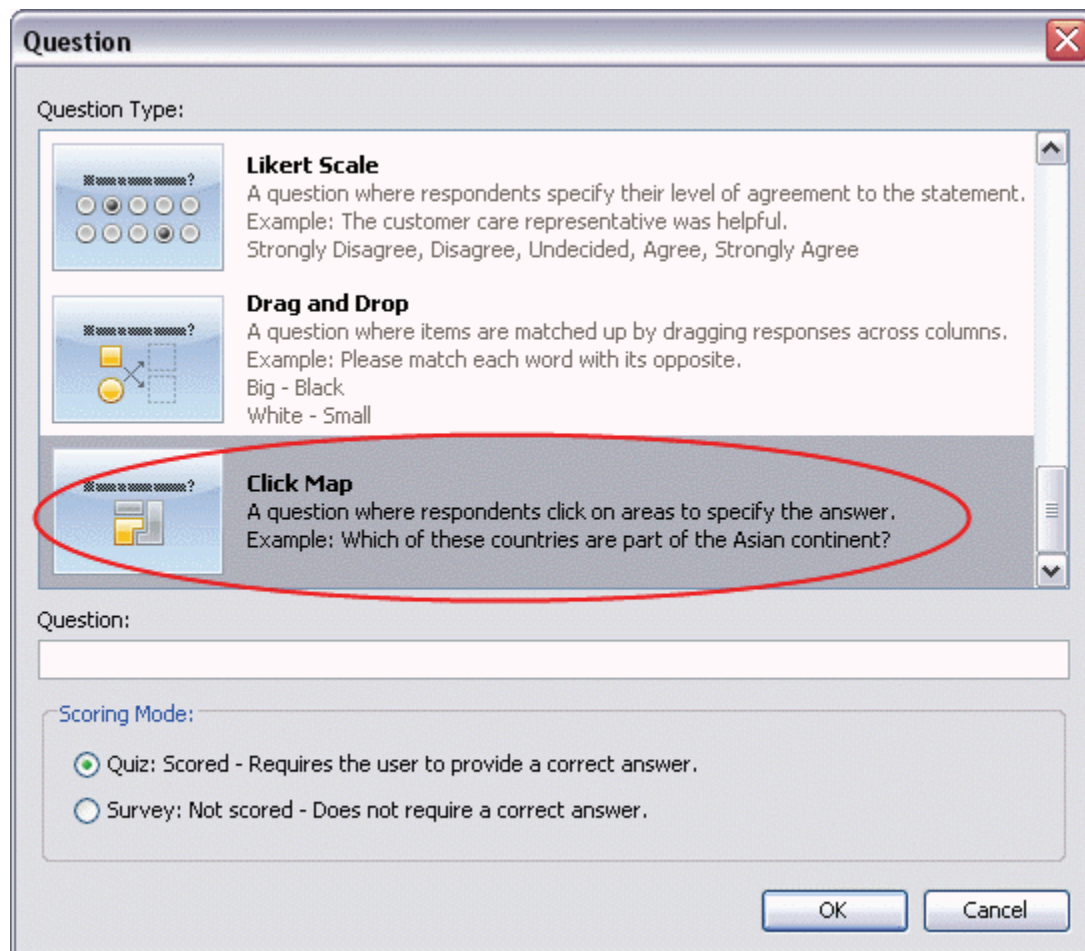 Question
Question Type:
Likert Scale
A question where respondents specify their level of agreement to the statement.
Example: The customer care representative was helpful.
Strongly Disagree, Disagree, Undecided, Agree, Strongly Agree
Drag and Drop
A question where items are matched up by dragging responses across columns.
Example: Please match each word with its opposite.
Big - Black
White - Small
Click Map
A question where respondents click on areas to specify the answer.
Example: Which of these countries are part of the Asian continent?
Question:
Scoring Mode:
Quiz: Scored - Requires the user to provide a correct answer.
Survey: Not scored - Does not require a correct answer.
OK
Cancel